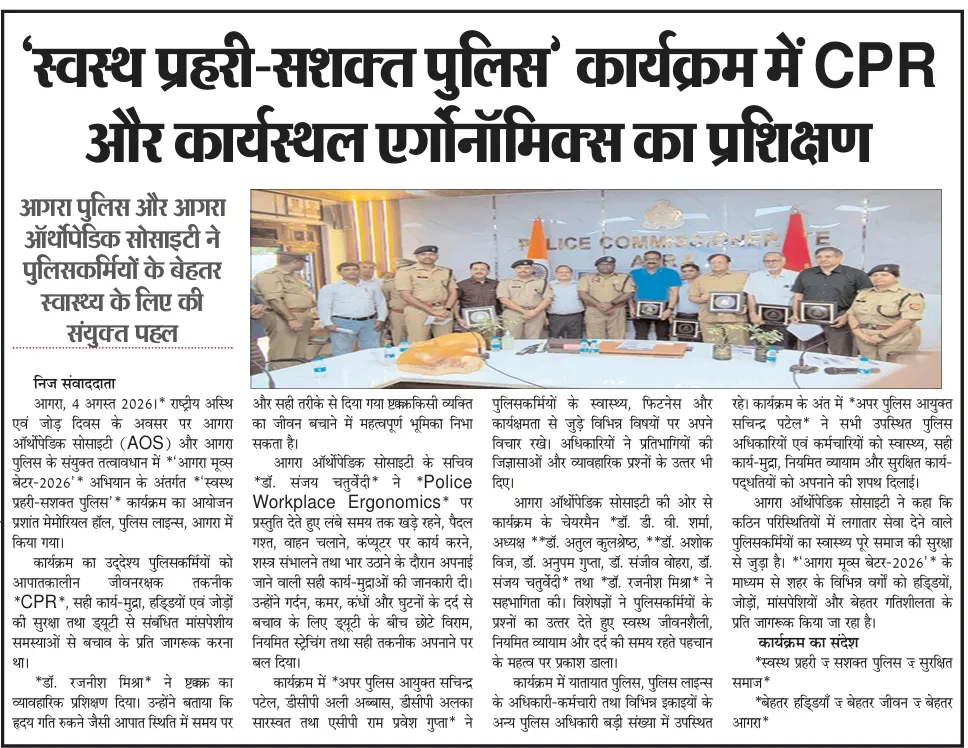 ‘स्वस्थ प्रहरी-सशक्त पुलिस’ कार्यक्रम में CPR
और कार्यस्थल एर्गोनॉमिक्स का प्रशिक्षण
आगरा पुलिस और आगरा
ऑर्थोपेडिक सोसाइटी ने
पुलिसकर्मियों के बेहतर
स्वास्थ्य के लिए की
संयुक्त पहल
POLICE COMMISSIONERATE
AGRA
निज संवाददाता
आगरा, 4 अगस्त 2026।* राष्ट्रीय अस्थि
एवं जोड़ दिवस के अवसर पर आगरा
ऑर्थोपेडिक सोसाइटी (AOS) और आगरा
पुलिस के संयुक्त तत्वावधान में *‘आगरा मूव्स
बेटर-2026’* अभियान के अंतर्गत *‘स्वस्थ
प्रहरी-सशक्त पुलिस’* कार्यक्रम का आयोजन
प्रशांत मेमोरियल हॉल, पुलिस लाइन्स, आगरा में
किया गया।
कार्यक्रम का उद्देश्य पुलिसकर्मियों को
आपातकालीन जीवनरक्षक तकनीक
*CPR*, सही कार्य-मुद्रा, हड्डियों एवं जोड़ों
की सुरक्षा तथा ड्यूटी से संबंधित मांसपेशीय
समस्याओं से बचाव के प्रति जागरूक करना
था।
*डॉ. रजनीश मिश्रा* ने ष्टक्क्र का
व्यावहारिक प्रशिक्षण दिया। उन्होंने बताया कि
हृदय गति रुकने जैसी आपात स्थिति में समय पर
और सही तरीके से दिया गया ष्टक्क्रकिसी व्यक्ति
का जीवन बचाने में महत्वपूर्ण भूमिका निभा
सकता है।
आगरा ऑर्थोपेडिक सोसाइटी के सचिव
*डॉ. संजय चतुर्वेदी* ने *Police
Workplace Ergonomics* पर
प्रस्तुति देते हुए लंबे समय तक खड़े रहने, पैदल
गश्त, वाहन चलाने, कंप्यूटर पर कार्य करने,
शस्त्र संभालने तथा भार उठाने के दौरान अपनाई
जाने वाली सही कार्य-मुद्राओं की जानकारी दी।
उन्होंने गर्दन, कमर, कंधों और घुटनों के दर्द से
बचाव के लिए ड्यूटी के बीच छोटे विराम,
नियमित स्ट्रेचिंग तथा सही तकनीक अपनाने पर
बल दिया।
कार्यक्रम में *अपर पुलिस आयुक्त सचिन्द्र
पटेल, डीसीपी अली अब्बास, डीसीपी अलका
सारस्वत तथा एसीपी राम प्रवेश गुप्ता* ने
पुलिसकर्मियों के स्वास्थ्य, फिटनेस और
कार्यक्षमता से जुड़े विभिन्न विषयों पर अपने
विचार रखे। अधिकारियों ने प्रतिभागियों की
जिज्ञासाओं और व्यावहारिक प्रश्नों के उत्तर भी
दिए।
आगरा ऑर्थोपेडिक सोसाइटी की ओर से
कार्यक्रम के चेयरमैन *डॉ. डी. वी. शर्मा,
अध्यक्ष **डॉ. अतुल कुलश्रेष्ठ, **डॉ. अशोक
विज, डॉ. अनुपम गुप्ता, डॉ. संजीव वोहरा, डॉ.
संजय चतुर्वेदी* तथा *डॉ. रजनीश मिश्रा* ने
सहभागिता की। विशेषज्ञों ने पुलिसकर्मियों के
प्रश्नों का उत्तर देते हुए स्वस्थ जीवनशैली,
नियमित व्यायाम और दर्द की समय रहते पहचान
के महत्व पर प्रकाश डाला।
कार्यक्रम में यातायात पुलिस, पुलिस लाइन्स
के अधिकारी-कर्मचारी तथा विभिन्न इकाइयों के
अन्य पुलिस अधिकारी बड़ी संख्या में उपस्थित
रहे। कार्यक्रम के अंत में *अपर पुलिस आयुक्त
सचिन्द्र पटेल* ने सभी उपस्थित पुलिस
अधिकारियों एवं कर्मचारियों को स्वास्थ्य, सही
कार्य-मुद्रा, नियमित व्यायाम और सुरक्षित कार्य-
पद्धतियों को अपनाने की शपथ दिलाई।
आगरा ऑर्थोपेडिक सोसाइटी ने कहा कि
कठिन परिस्थितियों में लगातार सेवा देने वाले
पुलिसकर्मियों का स्वास्थ्य पूरे समाज की सुरक्षा
से जुड़ा है। *‘आगरा मूव्स बेटर-2026’* के
माध्यम से शहर के विभिन्न वर्गों को हड्डियों,
जोड़ों, मांसपेशियों और बेहतर गतिशीलता के
प्रति जागरूक किया जा रहा है।
कार्यक्रम का संदेश
*स्वस्थ प्रहरी ज्र सशक्त पुलिस ज्र सुरक्षित
समाज*
*बेहतर हड्डियाँ ज्र बेहतर जीवन ज्र बेहतर
आगरा*